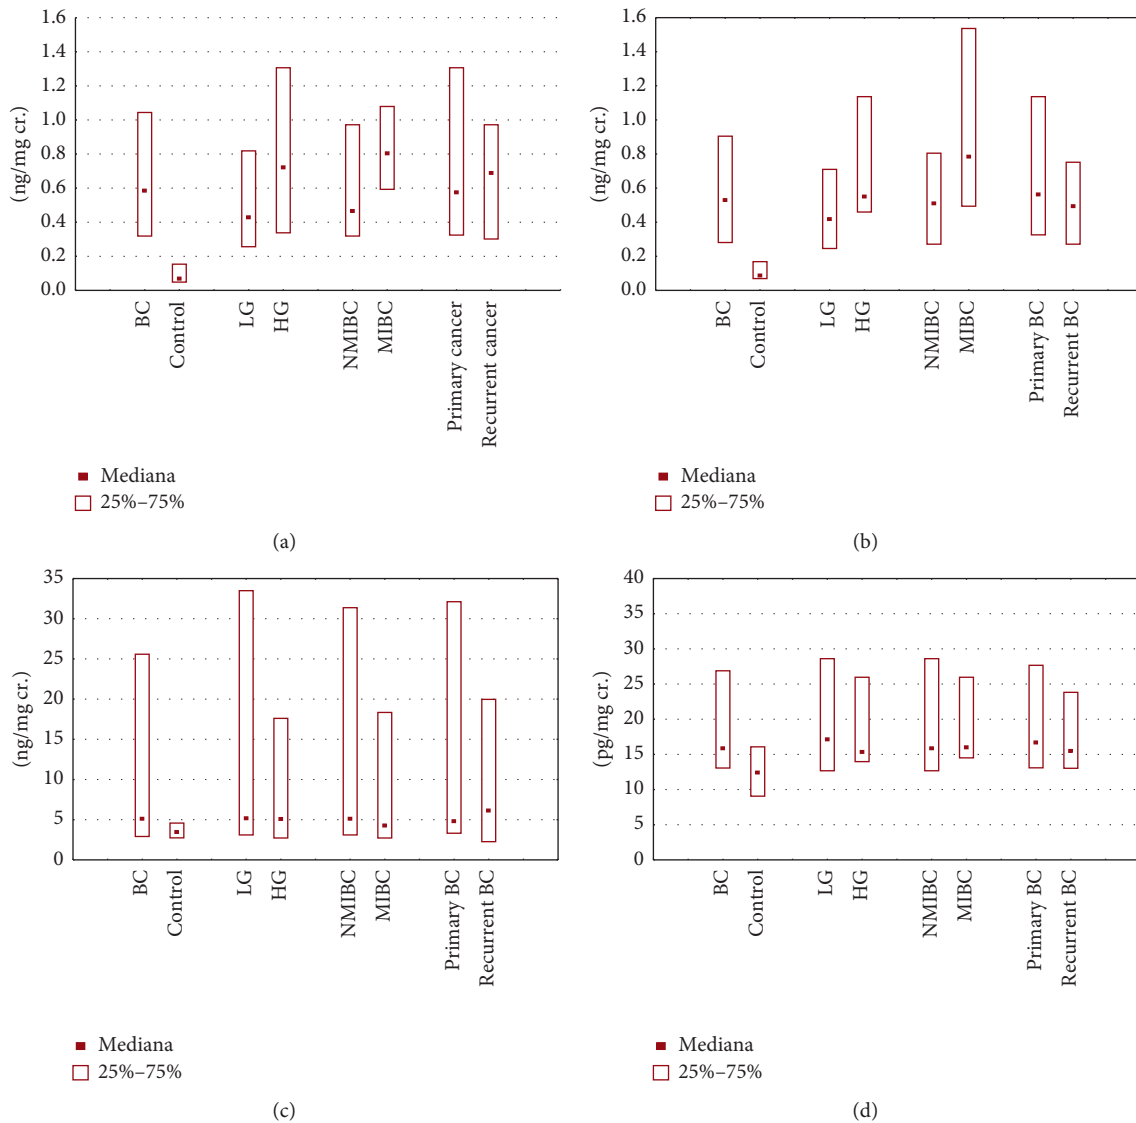 1.6
1.4
1.2
1.0
0.8
0.6
0.4
0.2
0.0
(ng/mg cr.)
BC
Control
LG
HG
NMIBC
MIBC
Primary cancer
Recurrent cancer
Mediana
25%–75%
(a)
1.6
1.4
1.2
1.0
0.8
0.6
0.4
0.2
0.0
(ng/mg cr.)
BC
Control
LG
HG
NMIBC
MIBC
Primary BC
Recurrent BC
Mediana
25%–75%
(b)
35
30
25
20
15
10
5
0
(ng/mg cr.)
BC
Control
LG
HG
NMIBC
MIBC
Primary BC
Recurrent BC
Mediana
25%–75%
(c)
40
35
30
25
20
15
10
5
0
(pg/mg cr.)
BC
Control
LG
HG
NMIBC
MIBC
Primary BC
Recurrent BC
Mediana
25%–75%
(d)